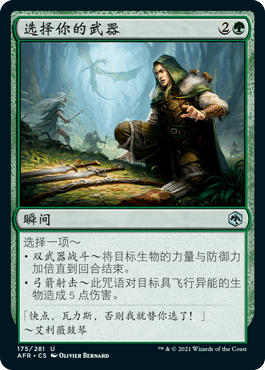 选择你的武器 2
瞬间
选择一项～
• 双武器战斗～将目标生物的力量与防御力
加倍直到回合结束。
• 弓箭射击～此咒语对目标具飞行异能的
生物造成5点伤害。
「快点，瓦力斯，否则我就替你选了！」
～艾利薇鼓琴
175/281 U
AFR • CS OLIVIER BERNARD
™ & © 2021 Wizards of the Coast